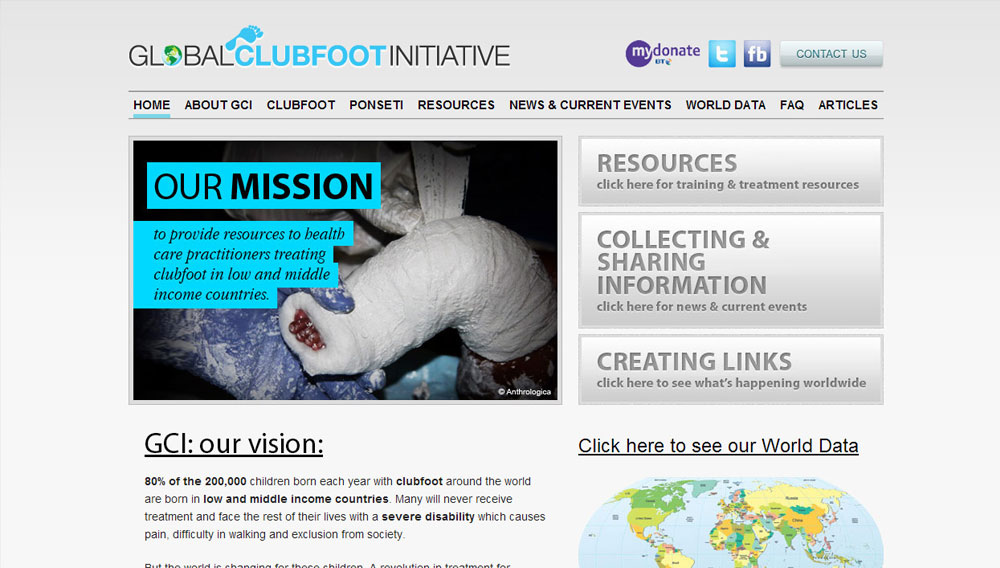 GLOBALCLUBFOOTINITIATIVE
mydonate
BT
t
fb
CONTACT US
HOME ABOUT GCI CLUBFOOT PONSETI RESOURCES NEWS & CURRENT EVENTS WORLD DATA FAQ ARTICLES
OUR MISSION
to provide resources to health
care practitioners treating
clubfoot in low and middle
income countries.
© Anthrologica
RESOURCES
click here for training & treatment resources
COLLECTING &
SHARING
INFORMATION
click here for news & current events
CREATING LINKS
click here to see what's happening worldwide
GCI: our vision:
80% of the 200,000 children born each year with clubfoot around the world
are born in low and middle income countries. Many will never receive
treatment and face the rest of their lives with a severe disability which causes
pain, difficulty in walking and exclusion from society.
But the world is changing for these children. A revolution in treatment for
Click here to see our World Data
Russia
China